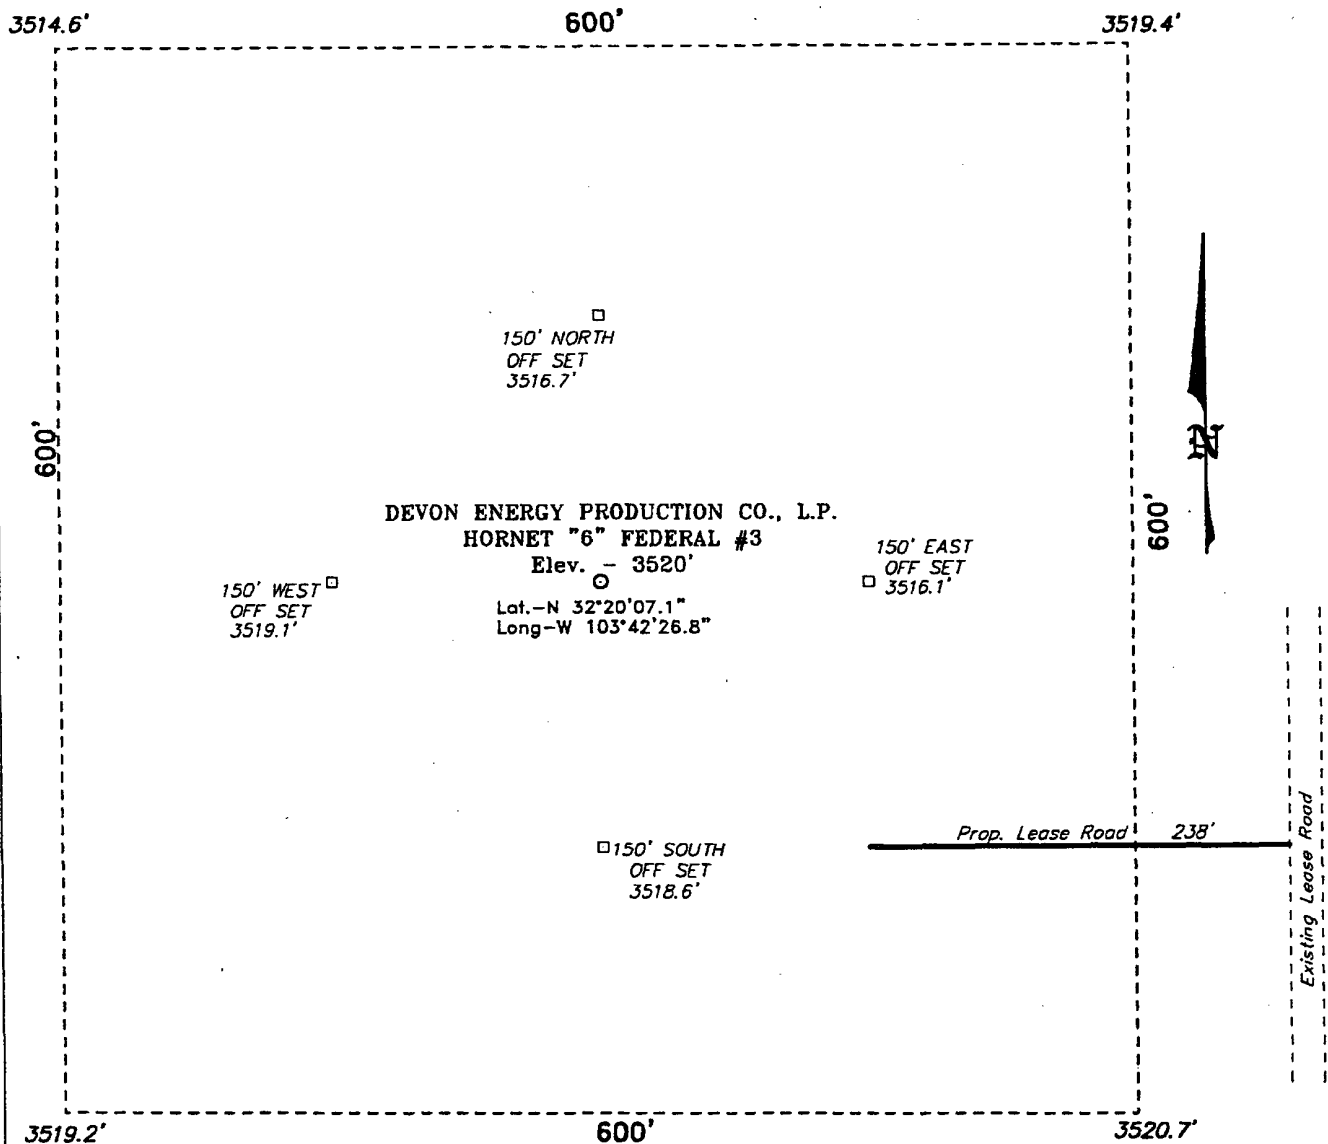 3514.6'
600'
3519.4'
150' NORTH
OFF SET
3516.7'
600'
N
DEVON ENERGY PRODUCTION CO., L.P.
HORNET "6" FEDERAL #3
Elev. - 3520'
Lat.-N 32°20'07.1"
Long-W 103°42'26.8"
150' WEST
OFF SET
3519.1'
150' EAST
OFF SET
3516.1'
600'
150' SOUTH
OFF SET
3518.6'
Prop. Lease Road 238'
Existing Lease Road
3519.2'
600'
3520.7'